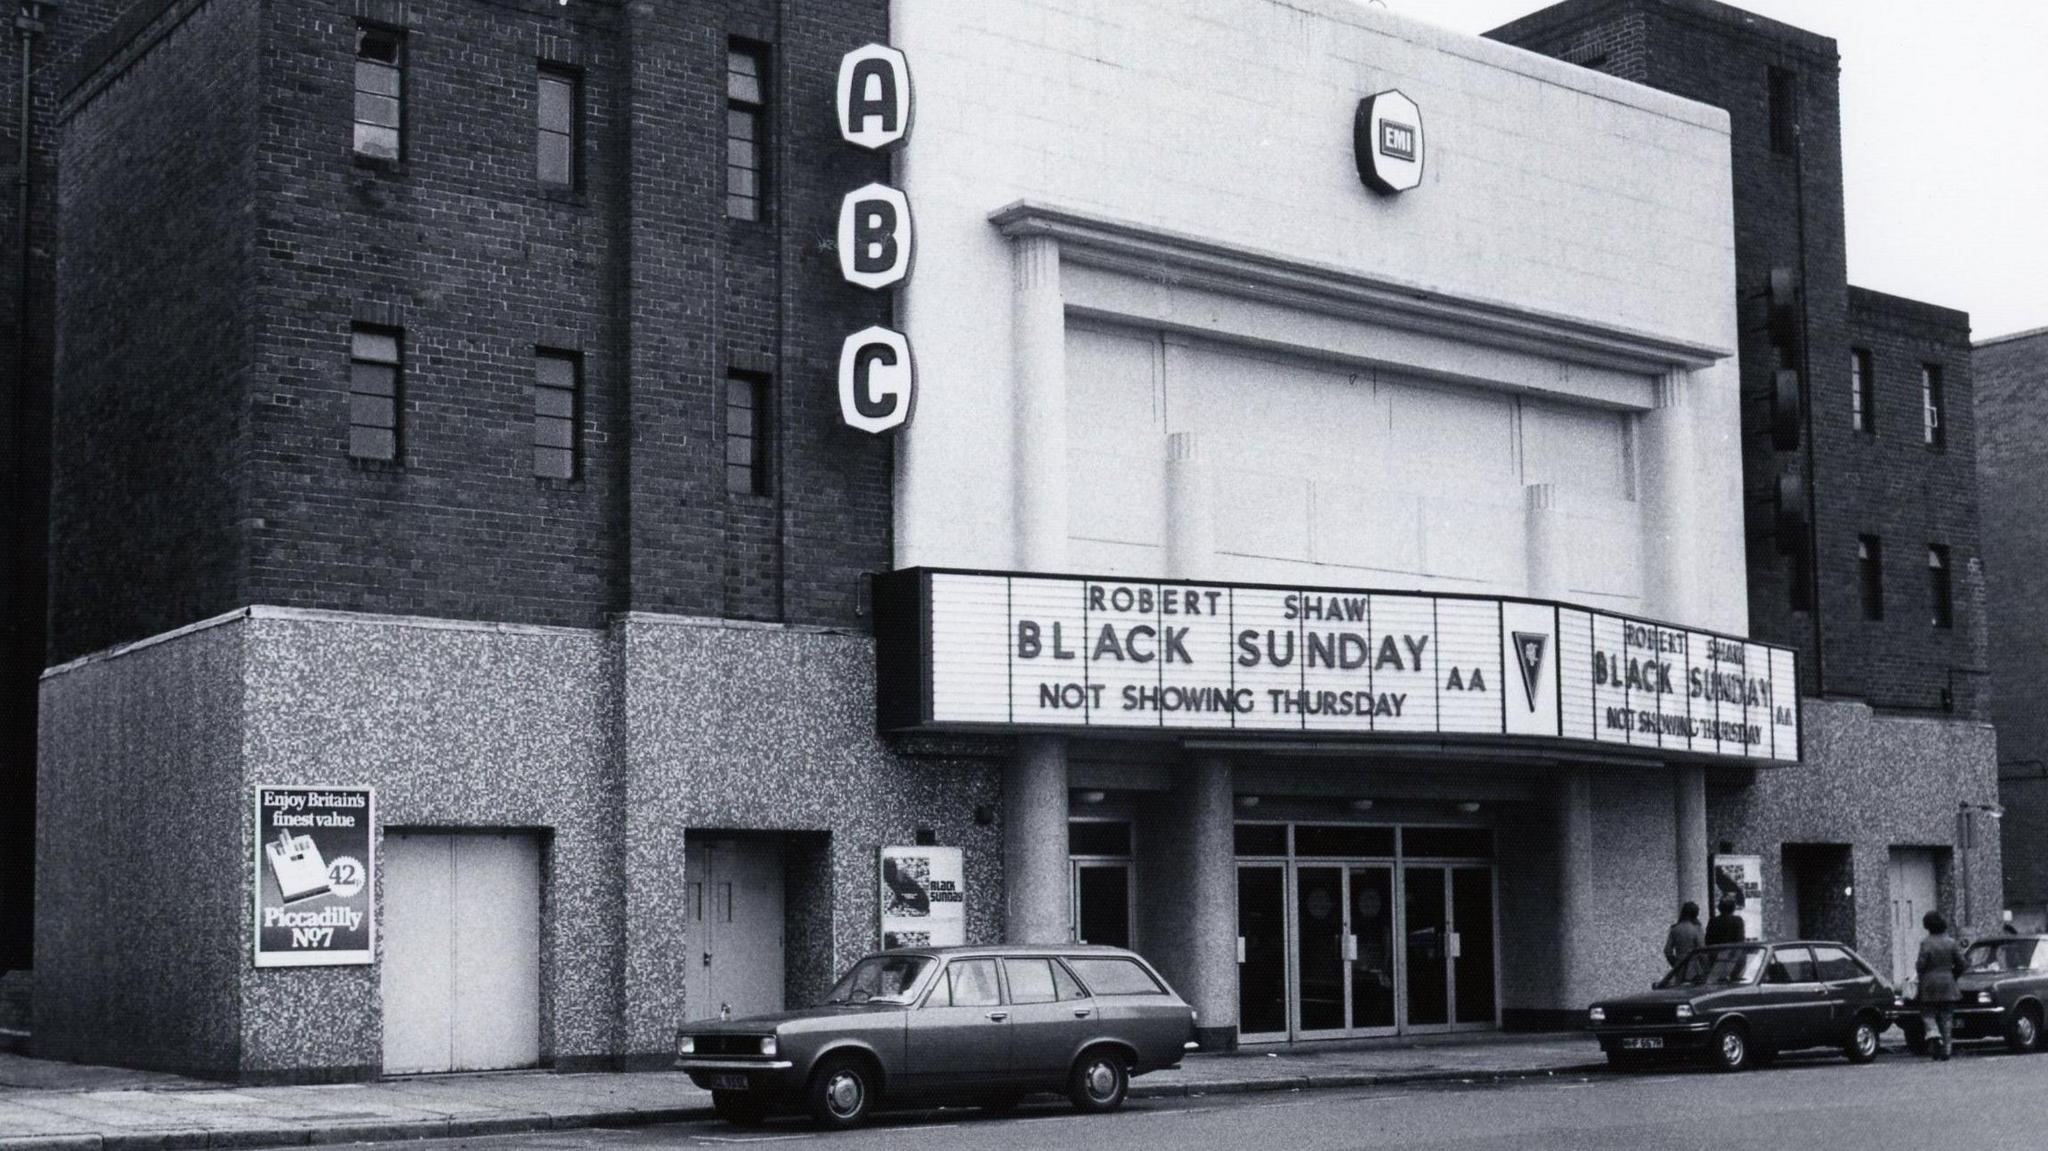 A
B
C
EMI
ROBERT SHAW
BLACK SUNDAY
AA
NOT SHOWING THURSDAY
ROBERT SHAW
BLACK SUNDAY
AA
NOT SHOWING THURSDAY
Enjoy Britain's
finest value
42p
Piccadilly
Nº7
BLACK
SUNDAY